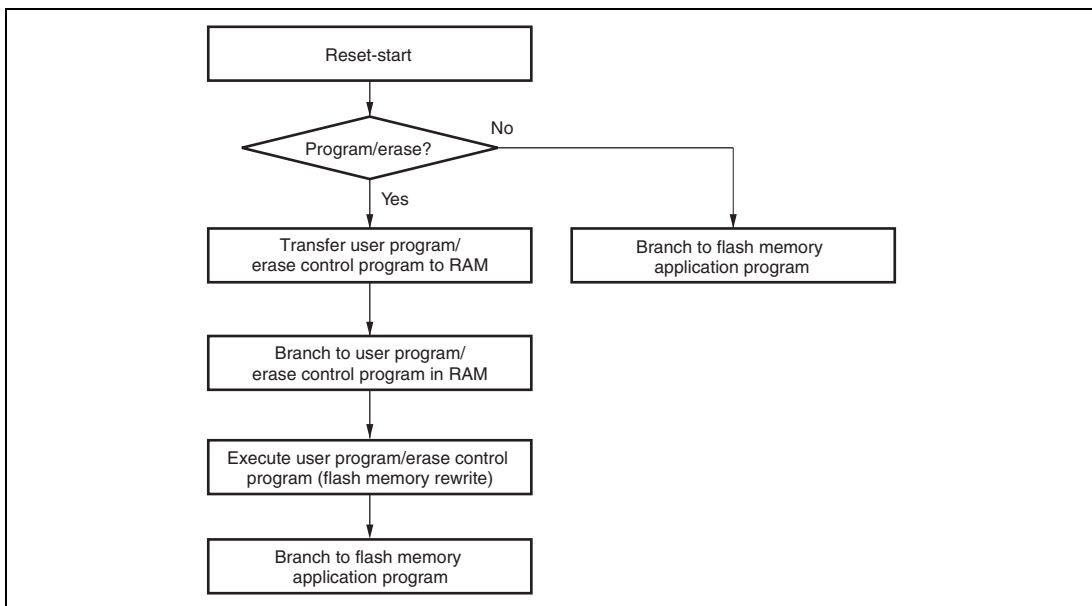 Reset-start
Program/erase?
No
Yes
Transfer user program/
erase control program to RAM
Branch to flash memory
application program
Branch to user program/
erase control program in RAM
Execute user program/erase control
program (flash memory rewrite)
Branch to flash memory
application program